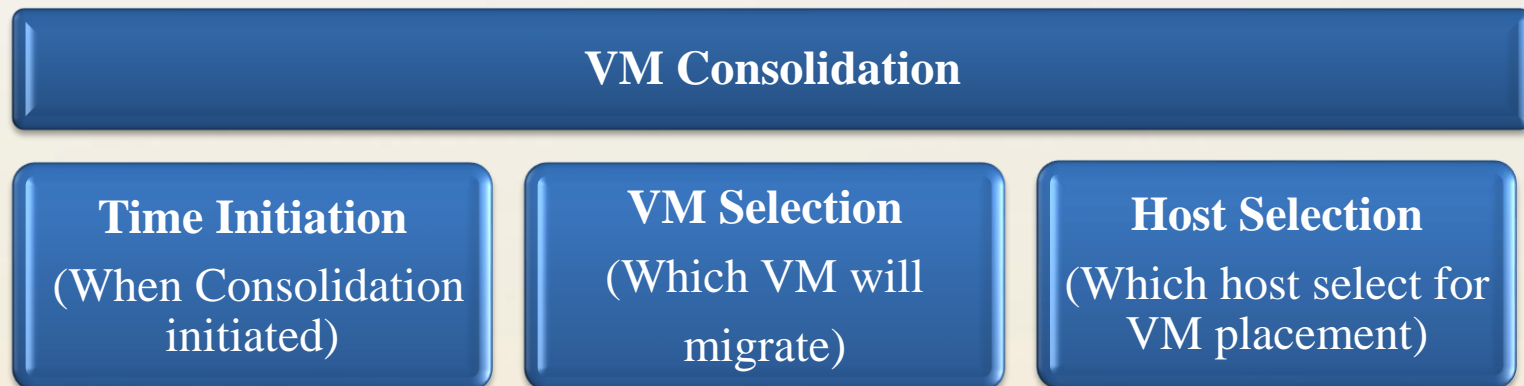 VM Consolidation
Time Initiation
(When Consolidation
initiated)
VM Selection
(Which VM will
migrate)
Host Selection
(Which host select for
VM placement)